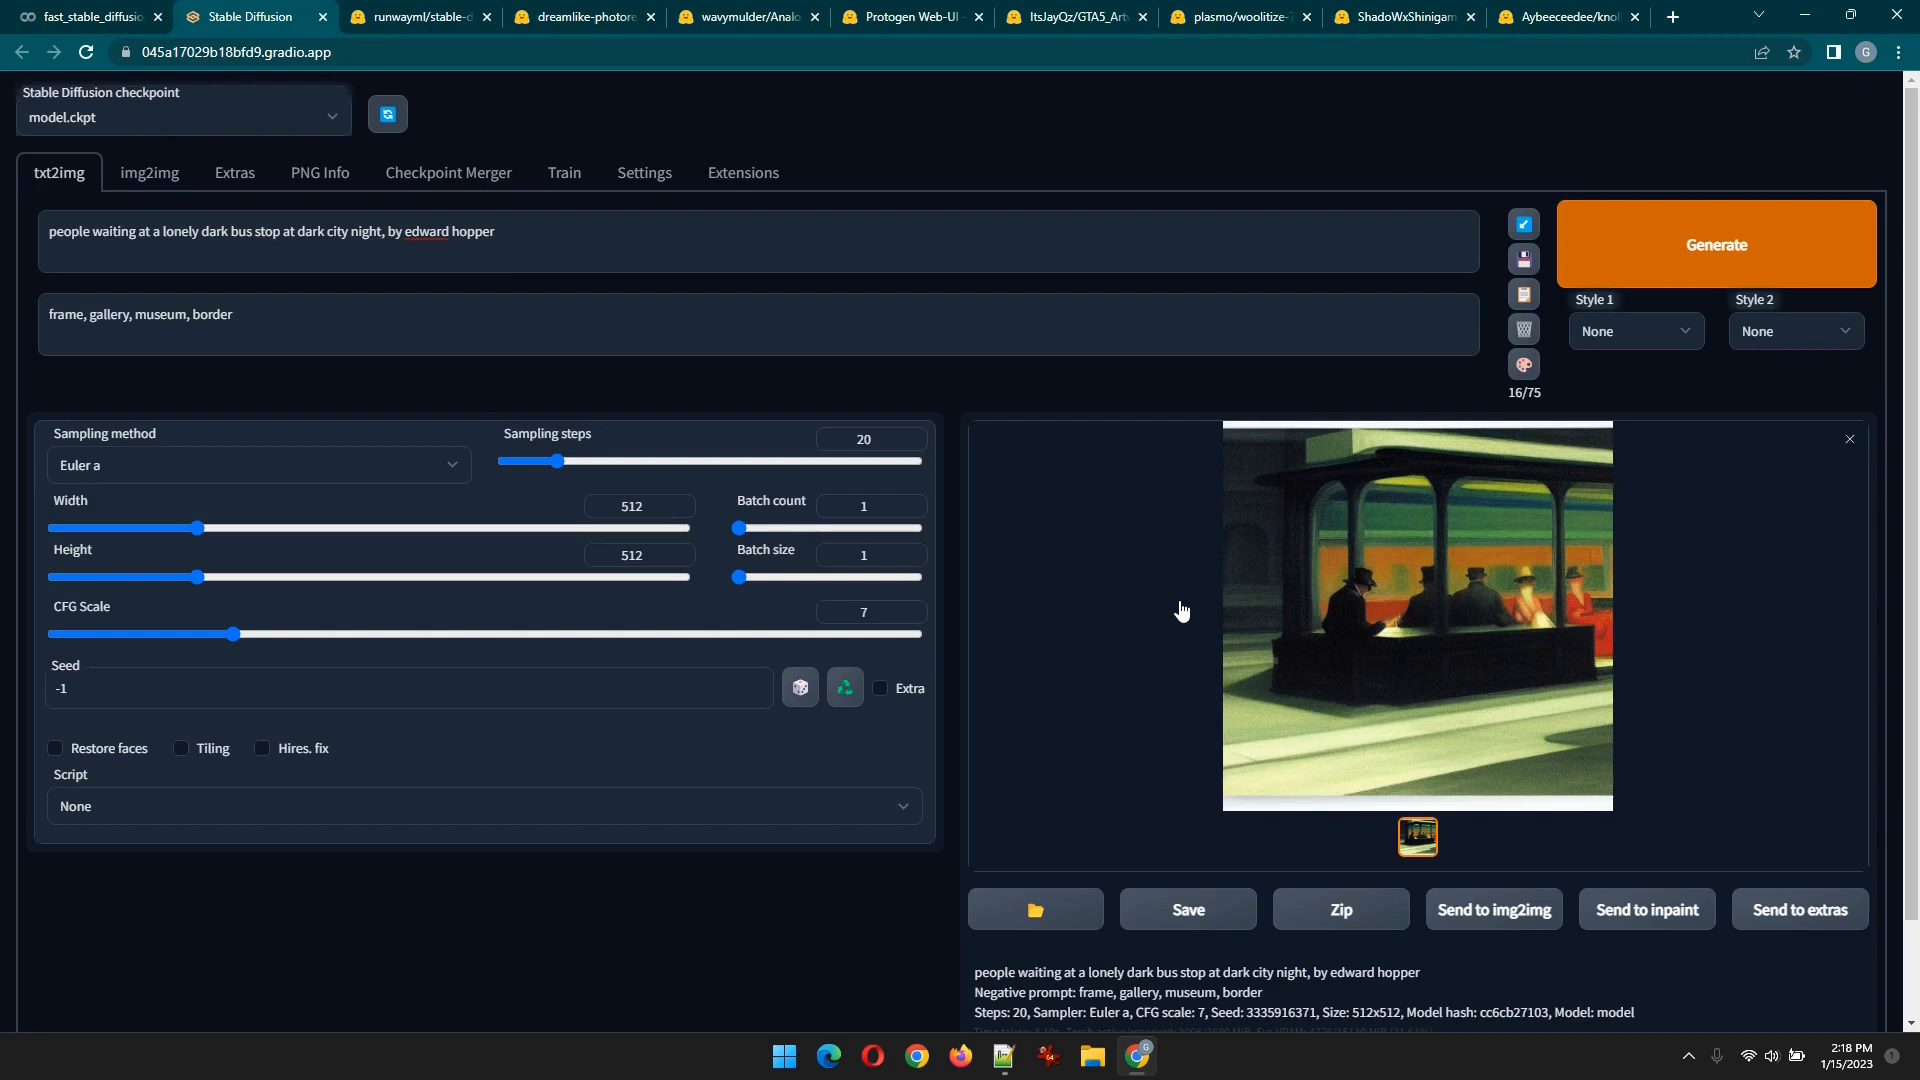 fast_stable_diffusio
Stable Diffusion
runwayml/stable-d
dreamlike-photore
wavymulder/Analo
Protogen Web-UI -
ItsJayQz/GTA5_Art
plasmo/woolitize-7
ShadoWxShinigam
Aybeeceedee/knol
045a17029b18bfd9.gradio.app
G
Stable Diffusion checkpoint
model.ckpt
txt2img
img2img
Extras
PNG Info
Checkpoint Merger
Train
Settings
Extensions
people waiting at a lonely dark bus stop at dark city night, by edward hopper
frame, gallery, museum, border
Generate
Style 1
Style 2
None
None
16/75
Sampling method
Sampling steps
20
Euler a
Width
512
Batch count
1
Height
512
Batch size
1
CFG Scale
7
Seed
-1
Extra
Restore faces
Tiling
Hires. fix
Script
None
Save
Zip
Send to img2img
Send to inpaint
Send to extras
people waiting at a lonely dark bus stop at dark city night, by edward hopper
Negative prompt: frame, gallery, museum, border
Steps: 20, Sampler: Euler a, CFG scale: 7, Seed: 3335916371, Size: 512x512, Model hash: cc6cb27103, Model: model
2:18 PM
1/15/2023
1